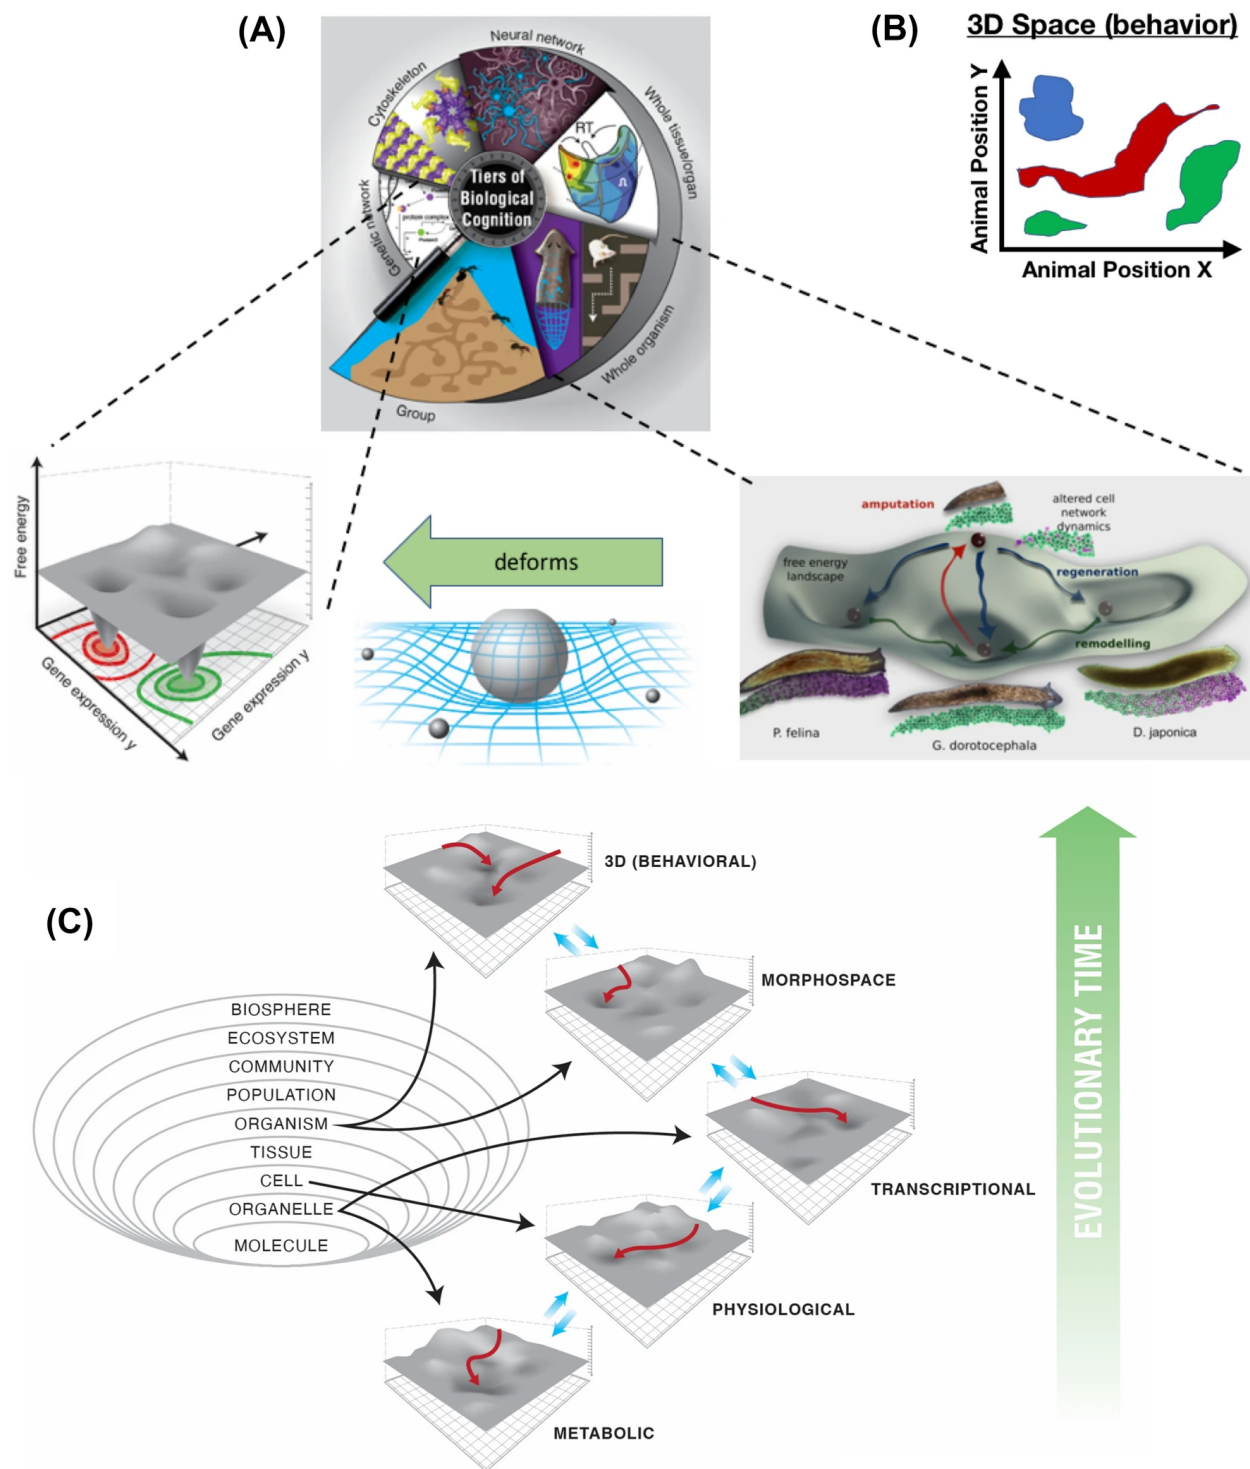 (A)
Neural network
Cytoskeleton
Whole tissue/organ
RT
Tiers of
Biological
Cognition
Genetic network
protein complex
Whole organism
Group
(B)
3D Space (behavior)
Animal Position Y
Animal Position X
Free energy
Gene expression y
Gene expression y
deforms
amputation
altered cell
network
dynamics
free energy
landscape
regeneration
remodelling
P. felina
G. dorotocephala
D. japonica
(C)
3D (BEHAVIORAL)
MORPHOSPACE
BIOSPHERE
ECOSYSTEM
COMMUNITY
POPULATION
ORGANISM
TISSUE
CELL
ORGANELLE
MOLECULE
TRANSCRIPTIONAL
PHYSIOLOGICAL
METABOLIC
EVOLUTIONARY TIME